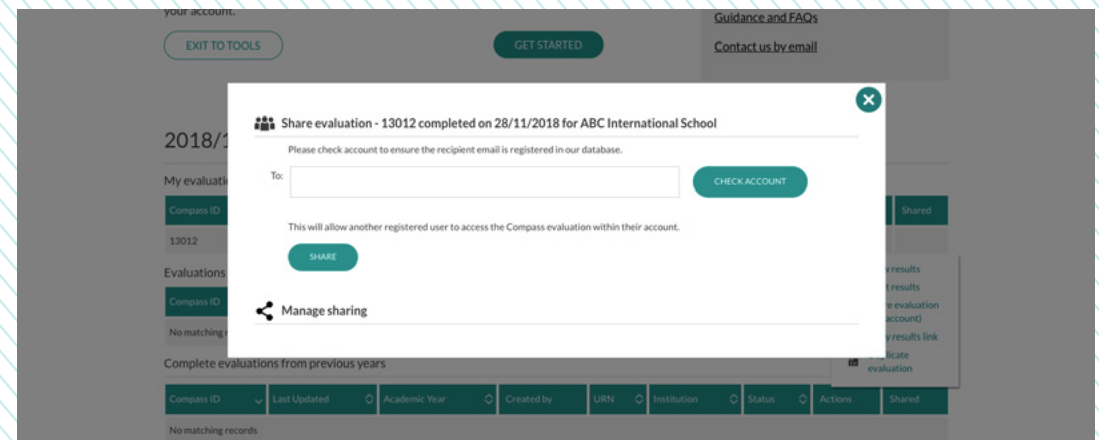 your account.
EXIT TO TOOLS
GET STARTED
Guidance and FAQs
Contact us by email
Share evaluation - 13012 completed on 28/11/2018 for ABC International School
Please check account to ensure the recipient email is registered in our database.
To:
CHECK ACCOUNT
This will allow another registered user to access the Compass evaluation within their account.
SHARE
Manage sharing
2018/1
My evaluati
Compass ID
Shared
13012
Evaluations
results
results
evaluation
account)
results link
evaluation
Compass ID
No matching
Complete evaluations from previous years
Compass ID Last Updated Academic Year Created by URN Institution Status Actions Shared
No matching records